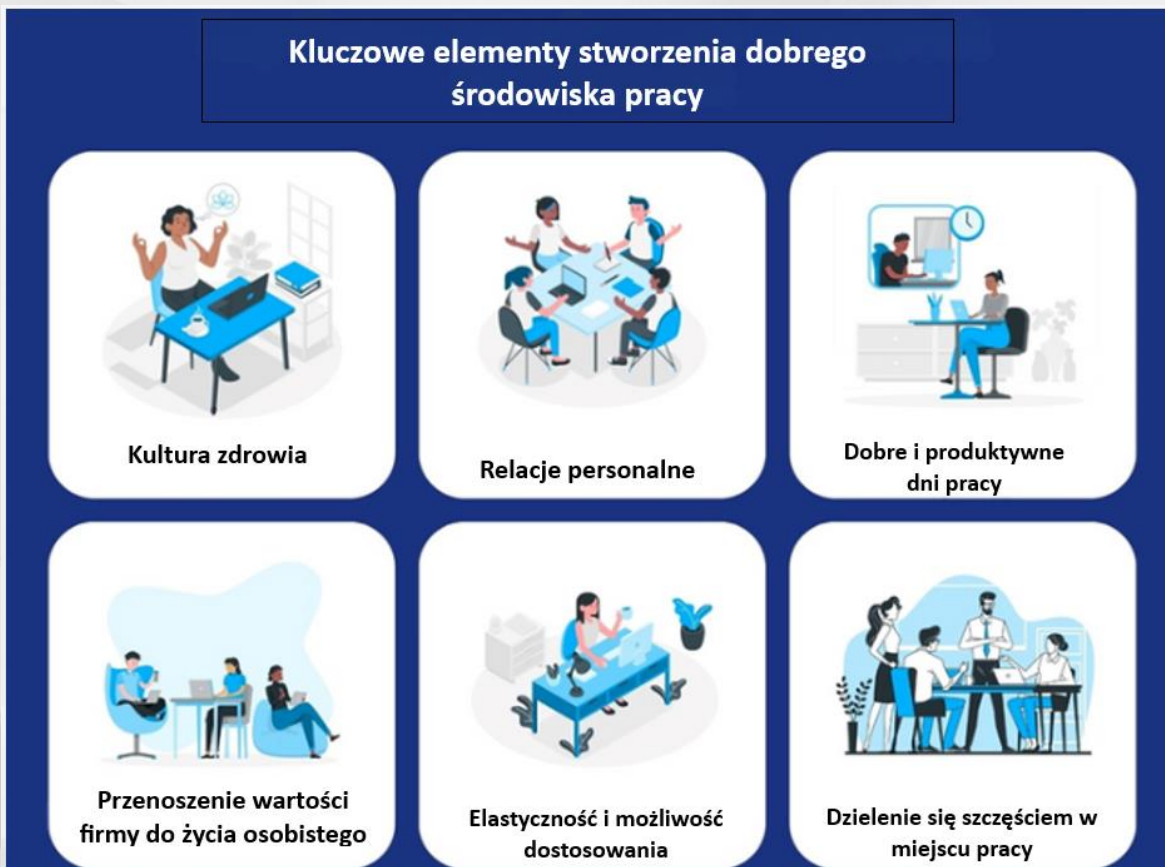 Kluczowe elementy stworzenia dobrego
środowiska pracy
Kultura zdrowia
Relacje personalne
Dobre i produktywne
dni pracy
Przenoszenie wartości
firmy do życia osobistego
Elastyczność i możliwość
dostosowania
Dzielenie się szczęściem w
miejscu pracy